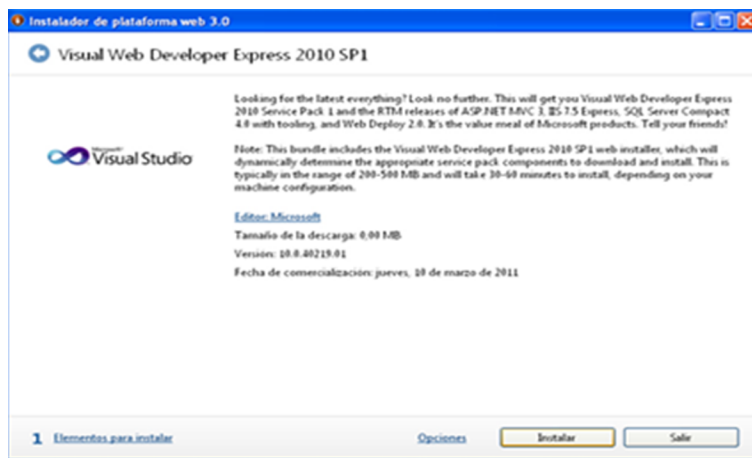 Instalador de plataforma web 3.0
Visual Web Developer Express 2010 SP1
Looking for the latest everything? Look no further. This will get you Visual Web Developer Express
2010 Service Pack 1 and the RTM releases of ASP.NET MVC 3, IIS 7.5 Express, SQL Server Compact
4.0 with tooling, and Web Deploy 2.0. It's the value meal of Microsoft products. Tell your friends!
Microsoft
Visual Studio
Note: This bundle includes the Visual Web Developer Express 2010 SP1 web installer, which will
dynamically determine the appropriate service pack components to download and install. This is
typically in the range of 200-500 MB and will take 30-60 minutes to install, depending on your
machine configuration.
Editor: Microsoft
Tamaño de la descarga: 0,00 MB
Versión: 10.0.40219.01
Fecha de comercialización: jueves, 10 de marzo de 2011
1 Elementos para instalar
Opciones
Instalar
Salir